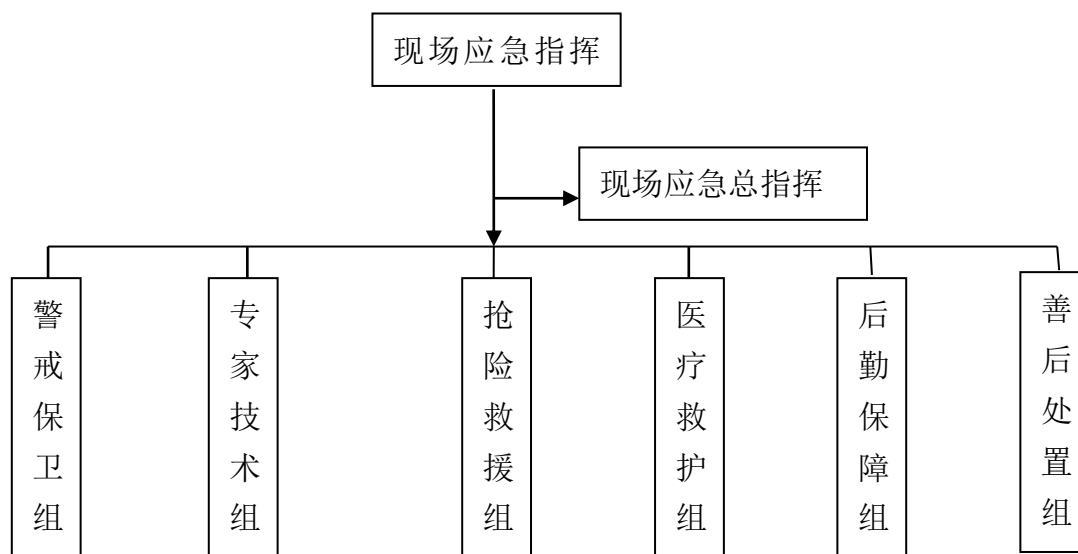 现场应急指挥
现场应急总指挥
警戒保卫组
专家技术组
抢险救援组
医疗救护组
后勤保障组
善后处置组